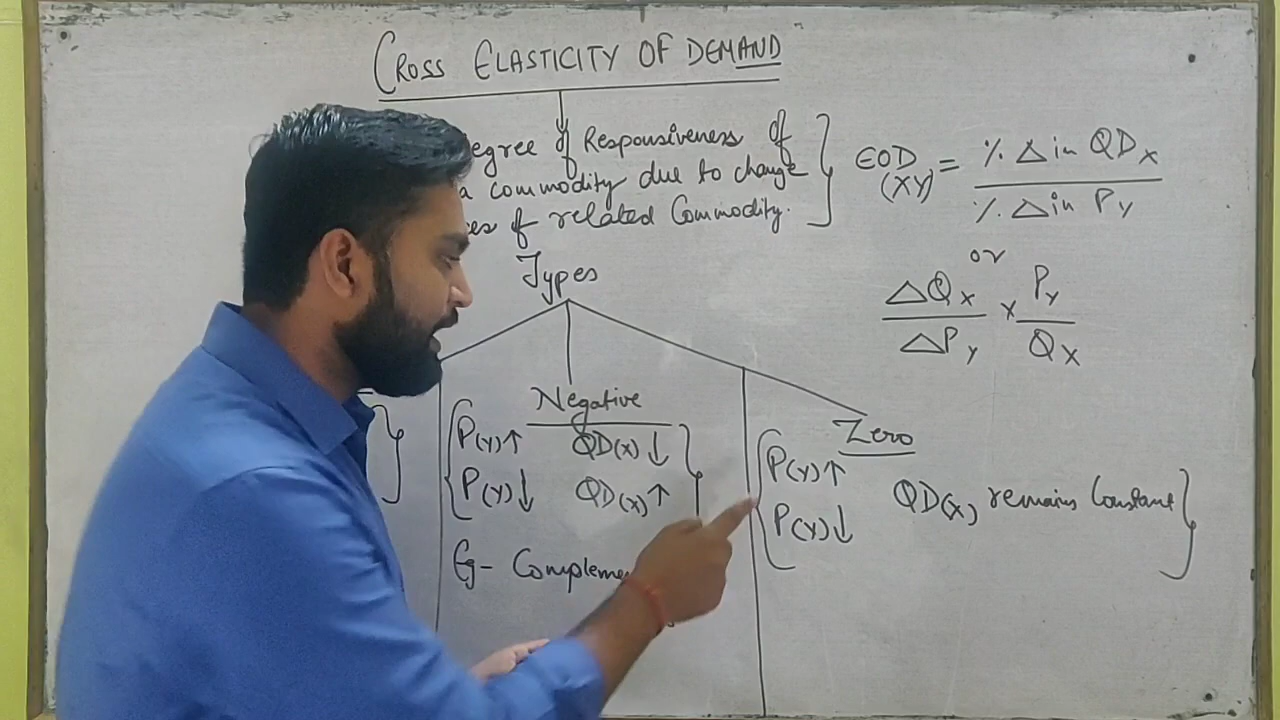 CROSS ELASTICITY OF DEMAND
egree of Responsiveness of
a commodity due to change
es of related Commodity.
EOD (XY) = % Δ in QDx / % Δ in Py
or
ΔQx / ΔPy x Py / Qx
Types
Negative
P(Y)↑ QD(X)↓
P(Y)↓ QD(X)↑
Eg- Compleme
Zero
P(Y)↑
P(Y)↓
QD(X) remains Constant